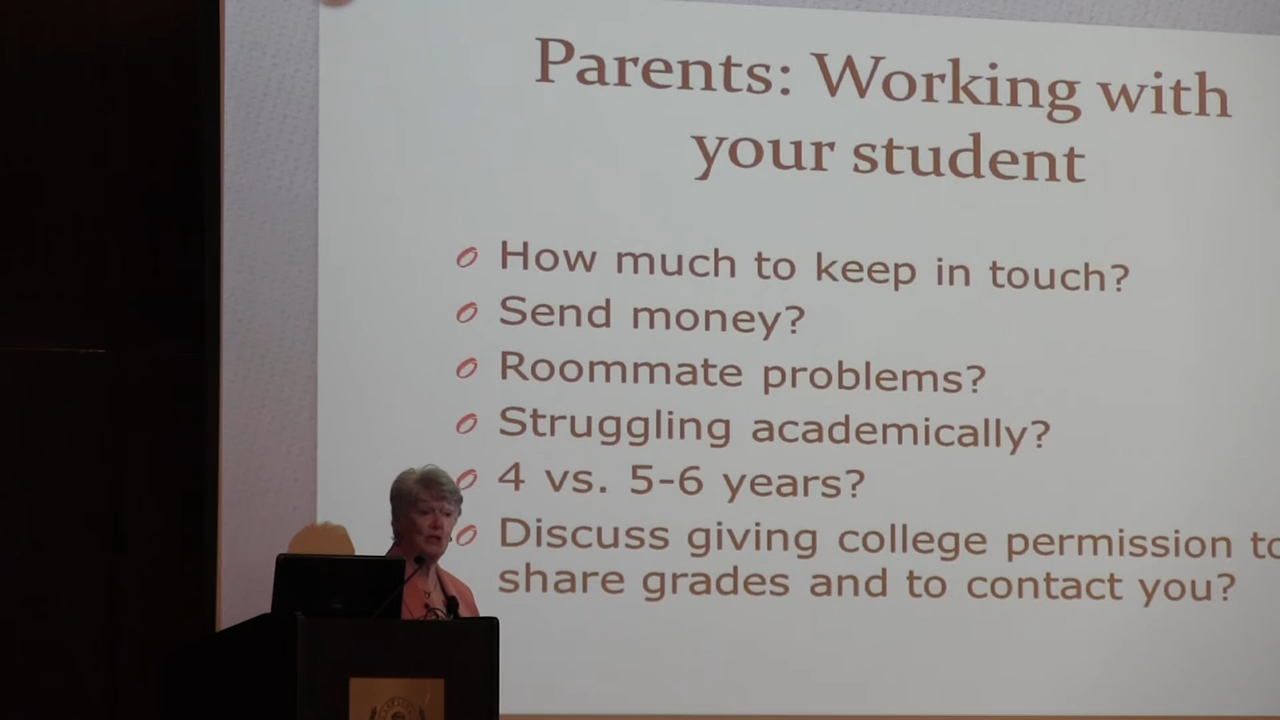 Parents: Working with
your student
How much to keep in touch?
Send money?
Roommate problems?
Struggling academically?
4 vs. 5-6 years?
Discuss giving college permission to
share grades and to contact you?